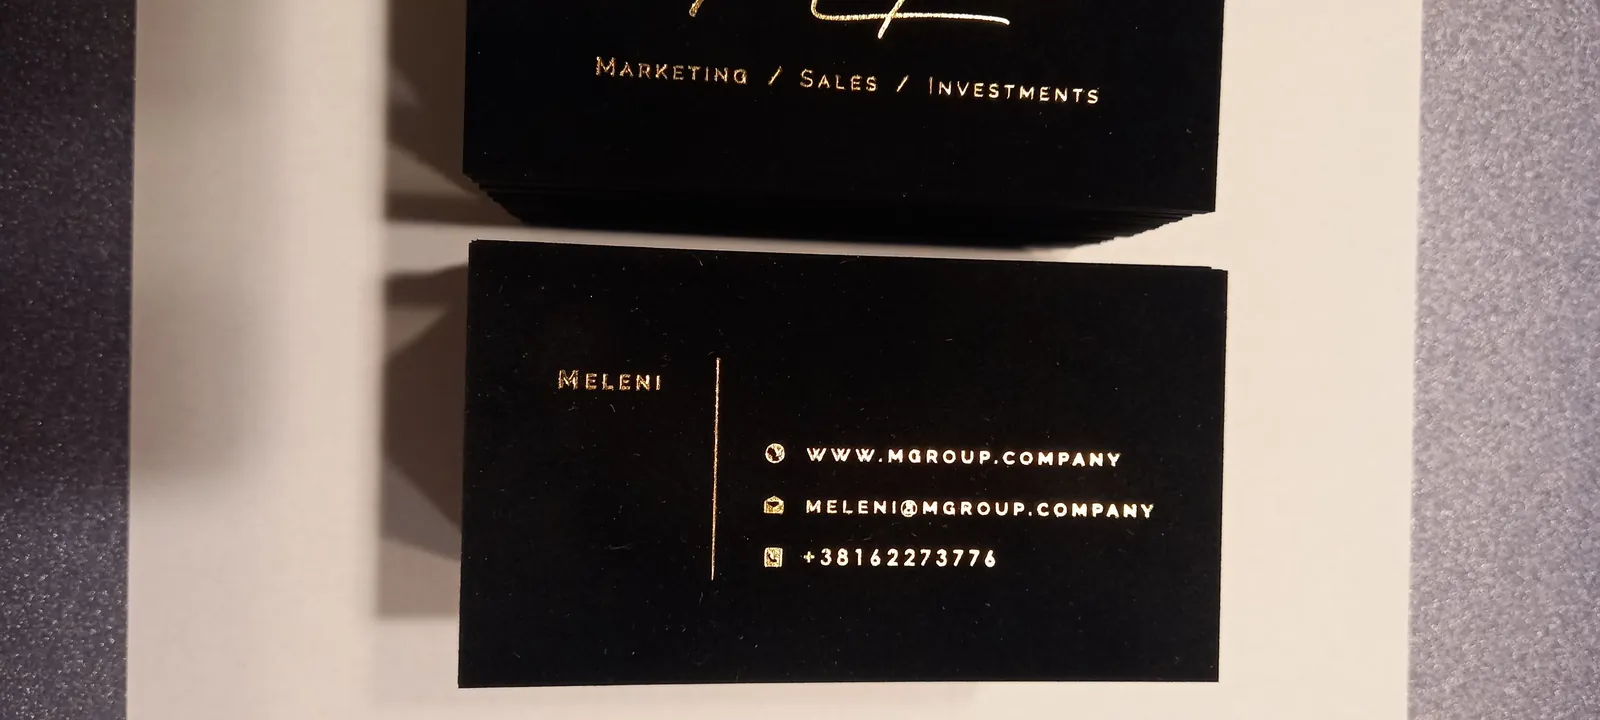 Marketing / Sales / Investments
Meleni
www.mgroup.company
meleni@mgroup.company
+38162273776